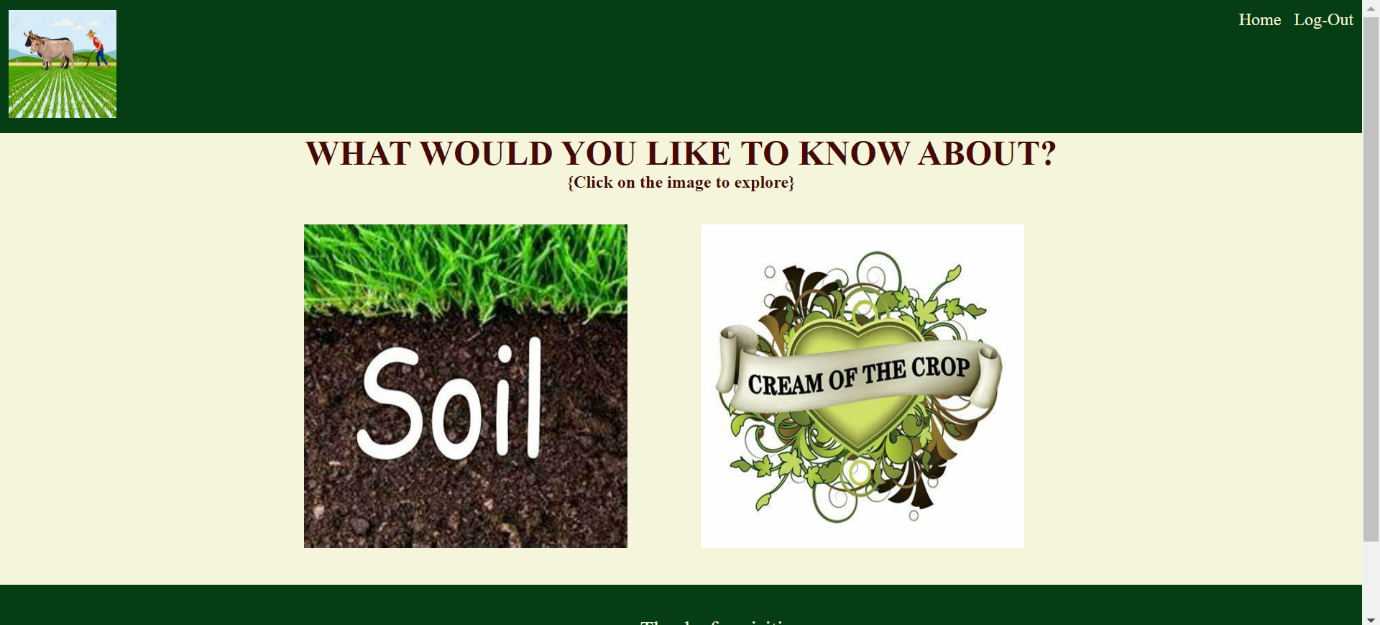 Home Log-Out
WHAT WOULD YOU LIKE TO KNOW ABOUT?
{Click on the image to explore}
Soil
CREAM OF THE CROP